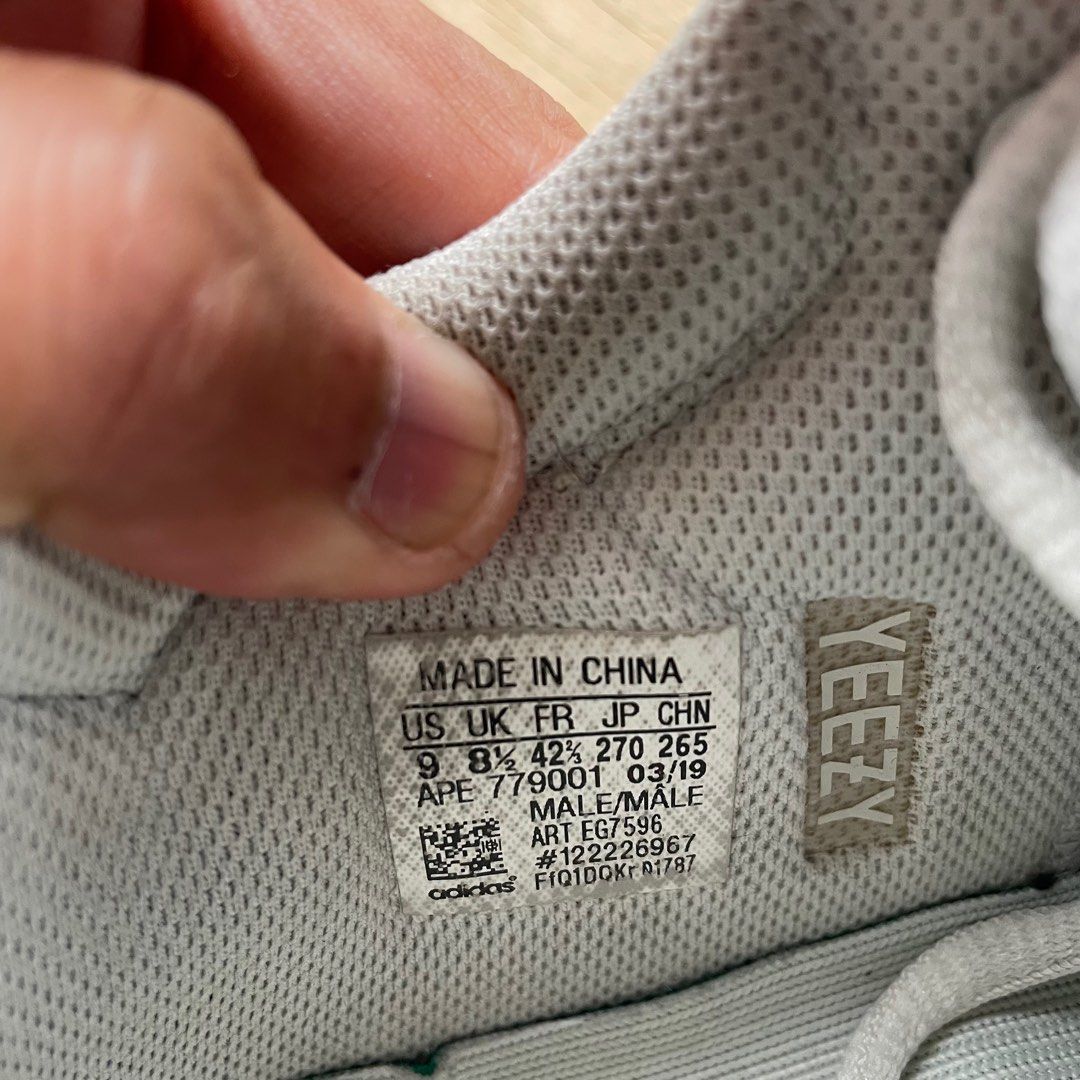 MADE IN CHINA
US UK FR JP CHN
9 8½ 42⅔ 270 265
APE 779001 03/19
MALE/MÂLE
ART EG7596
#122226967
adidas
YEEZY